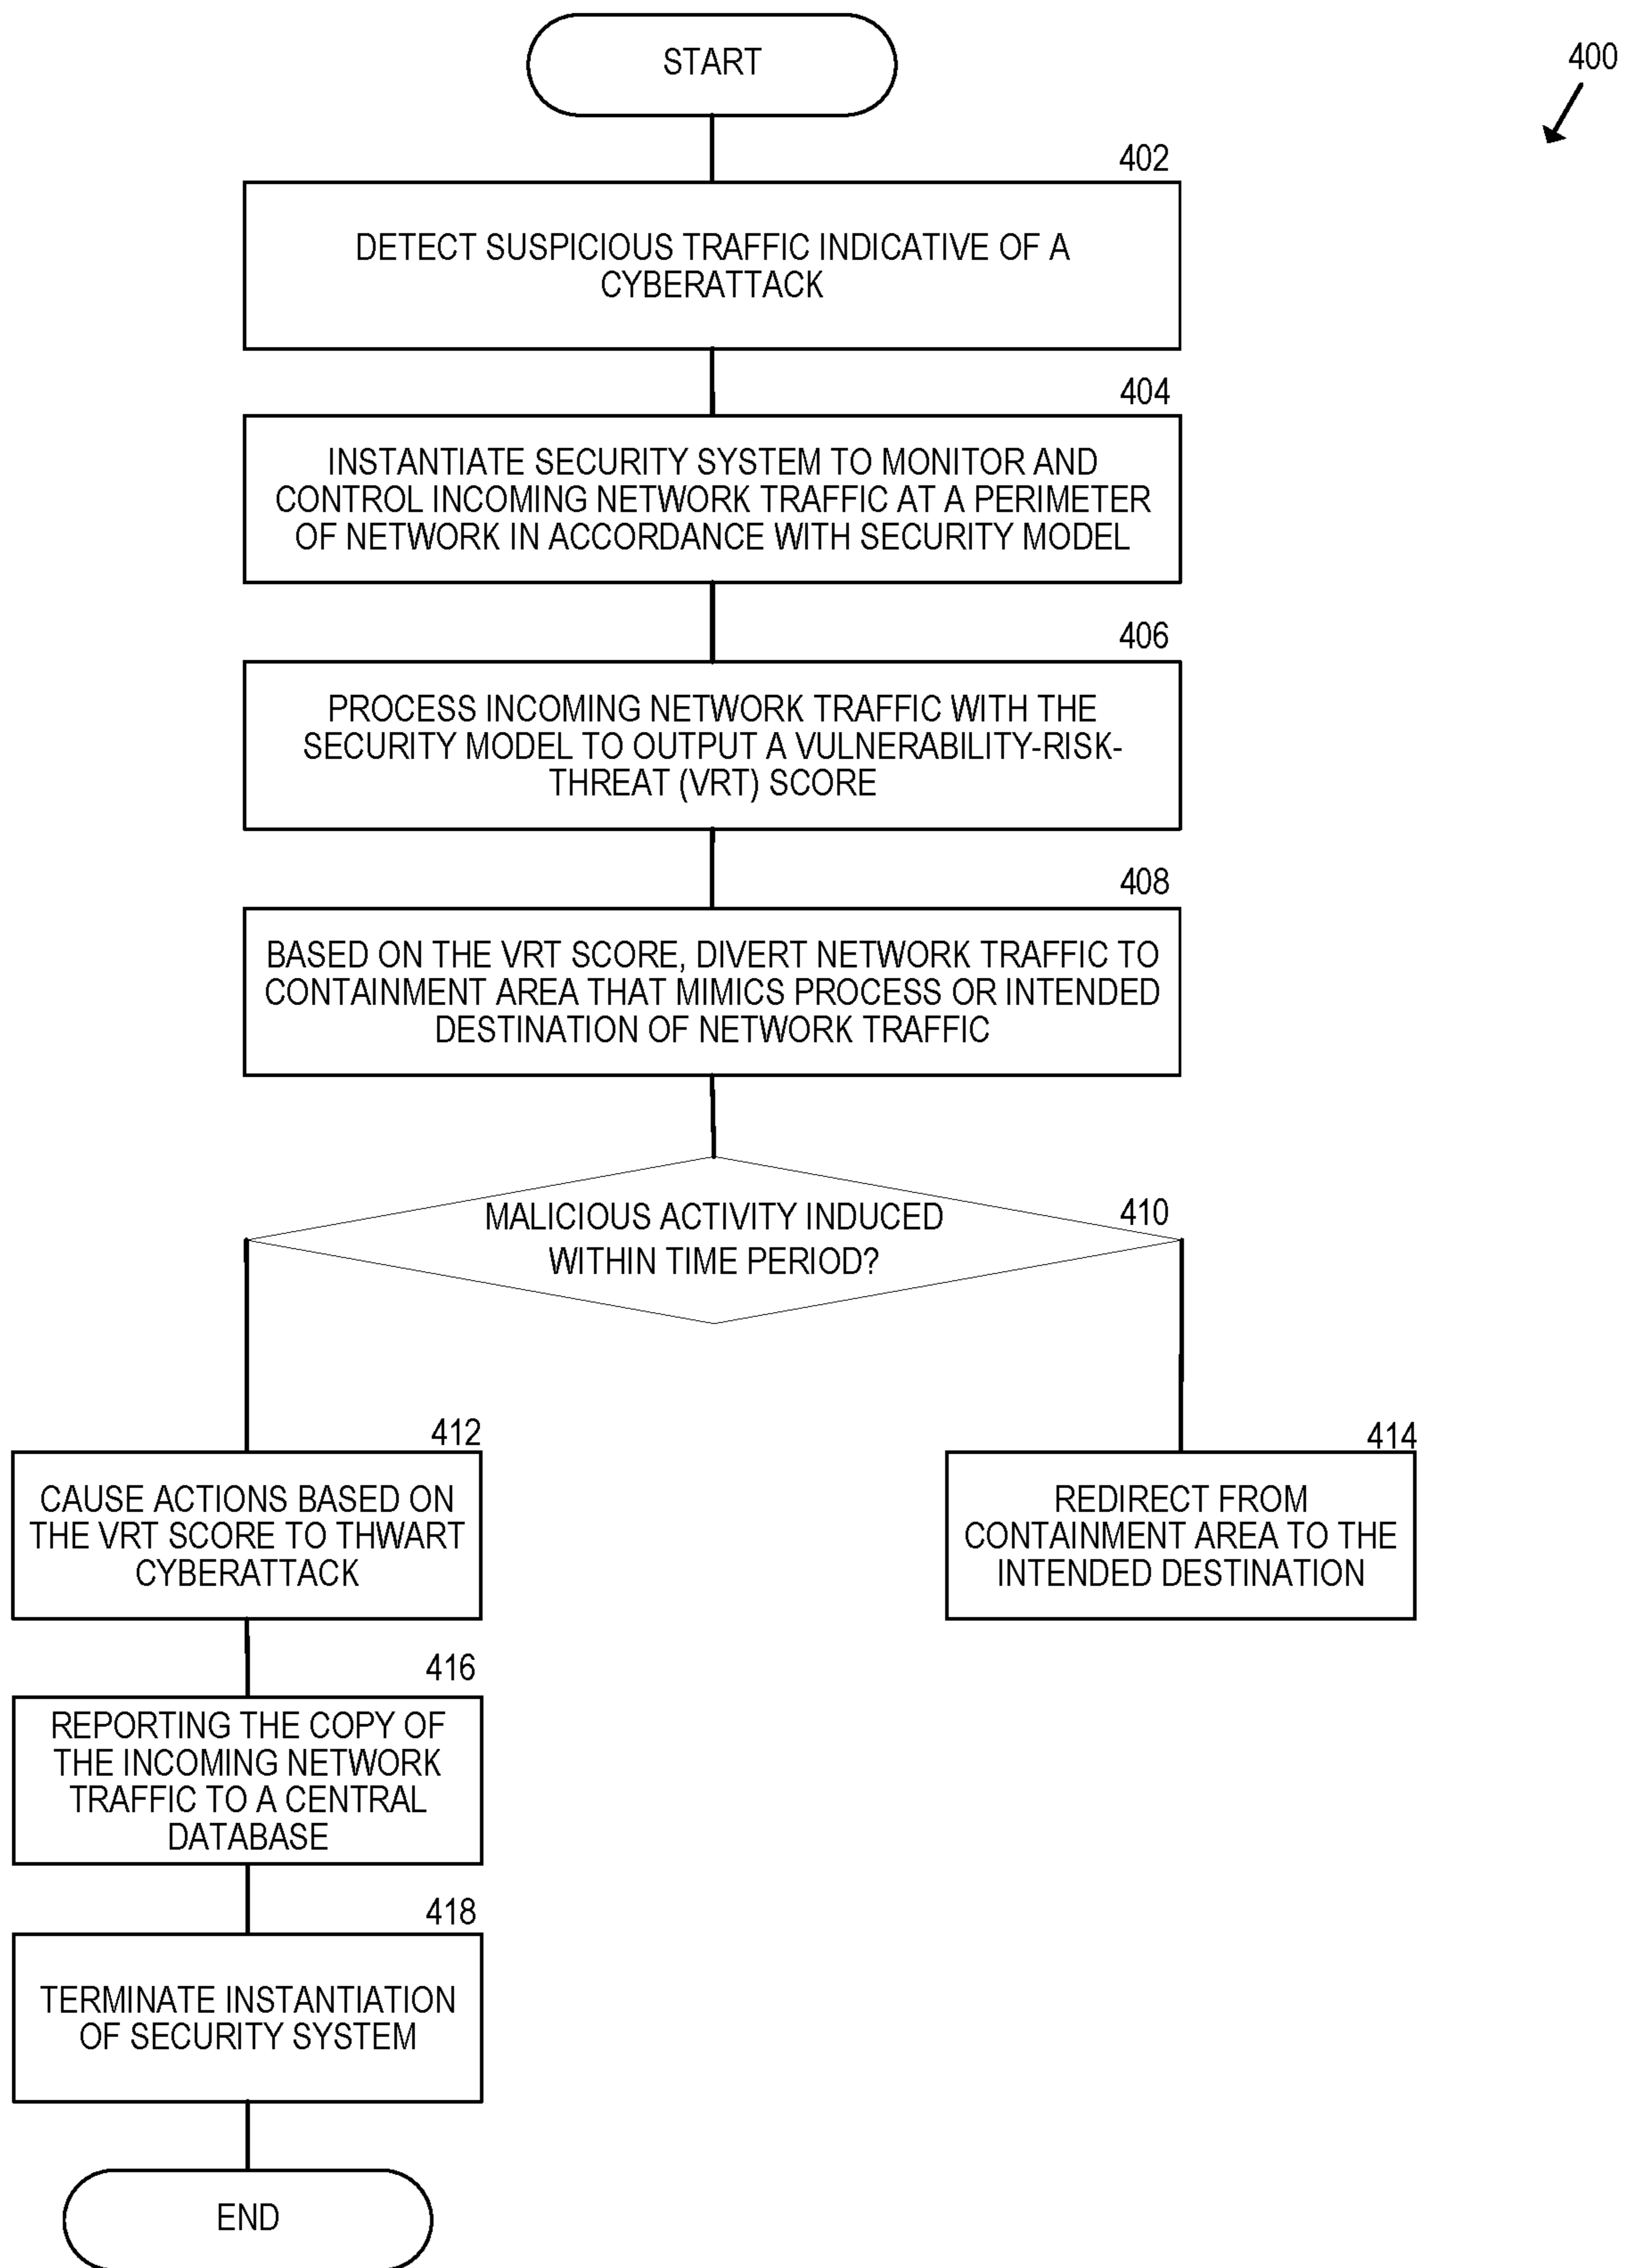 START
400
402
DETECT SUSPICIOUS TRAFFIC INDICATIVE OF A
CYBERATTACK
404
INSTANTIATE SECURITY SYSTEM TO MONITOR AND
CONTROL INCOMING NETWORK TRAFFIC AT A PERIMETER
OF NETWORK IN ACCORDANCE WITH SECURITY MODEL
406
PROCESS INCOMING NETWORK TRAFFIC WITH THE
SECURITY MODEL TO OUTPUT A VULNERABILITY-RISK-
THREAT (VRT) SCORE
408
BASED ON THE VRT SCORE, DIVERT NETWORK TRAFFIC TO
CONTAINMENT AREA THAT MIMICS PROCESS OR INTENDED
DESTINATION OF NETWORK TRAFFIC
410
MALICIOUS ACTIVITY INDUCED
WITHIN TIME PERIOD?
412
CAUSE ACTIONS BASED ON
THE VRT SCORE TO THWART
CYBERATTACK
414
REDIRECT FROM
CONTAINMENT AREA TO THE
INTENDED DESTINATION
416
REPORTING THE COPY OF
THE INCOMING NETWORK
TRAFFIC TO A CENTRAL
DATABASE
418
TERMINATE INSTANTIATION
OF SECURITY SYSTEM
END